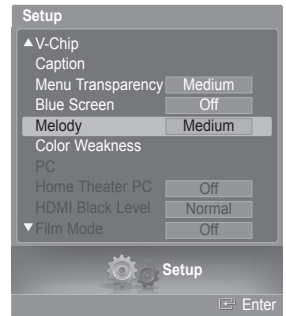 Setup
▲V-Chip
Caption
Menu Transparency Medium
Blue Screen Off
Melody Medium
Color Weakness
PC
Home Theater PC Off
HDMI Black Level Normal
▼Film Mode Off
Setup
Enter